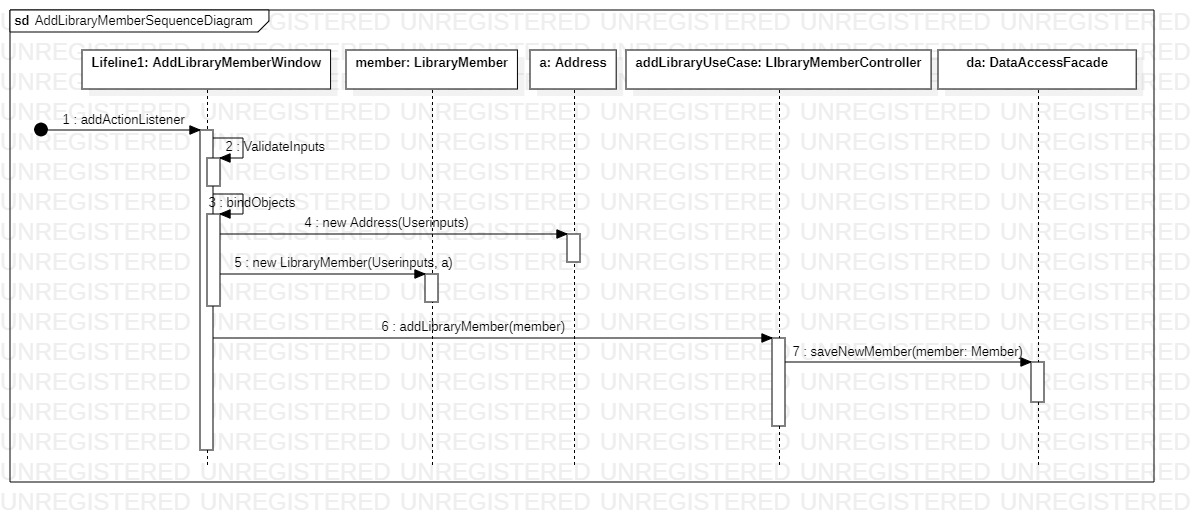 sd AddLibraryMemberSequenceDiagram
Lifeline1: AddLibraryMemberWindow
member: LibraryMember
a: Address
addLibraryUseCase: LIbraryMemberController
da: DataAccessFacade
1 : addActionListener
2 : ValidateInputs
3 : bindObjects
4 : new Address(Userinputs)
5 : new LibraryMember(Userinputs, a)
6 : addLibraryMember(member)
7 : saveNewMember(member: Member)
UNREGISTERED UNREGISTERED UNREGISTERED UNREGISTERED UNREGISTERED UNREGISTERED